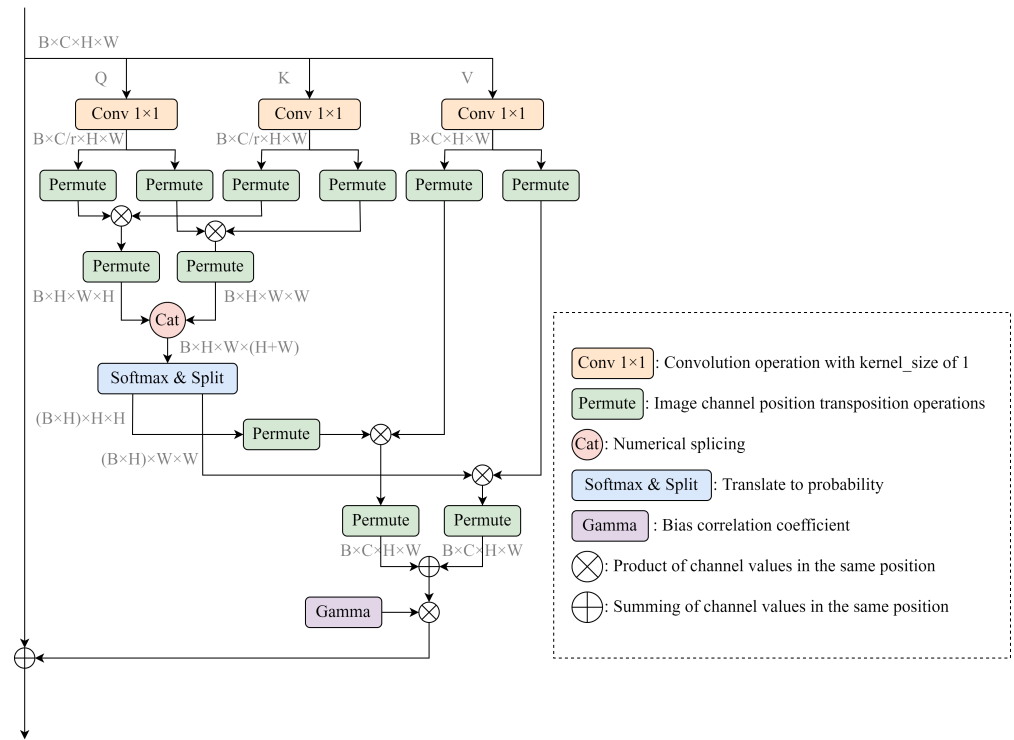 B×C×H×W
Q K V
Conv 1×1 Conv 1×1 Conv 1×1
B×C/r×H×W B×C/r×H×W B×C×H×W
Permute Permute Permute Permute Permute Permute
Permute Permute
B×H×W×H B×H×W×W
Cat
B×H×W×(H+W)
Softmax & Split
(B×H)×H×H
Permute
(B×H)×W×W
Permute Permute
B×C×H×W B×C×H×W
Gamma
Conv 1×1 : Convolution operation with kernel_size of 1
Permute : Image channel position transposition operations
Cat : Numerical splicing
Softmax & Split : Translate to probability
Gamma : Bias correlation coefficient
: Product of channel values in the same position
: Summing of channel values in the same position